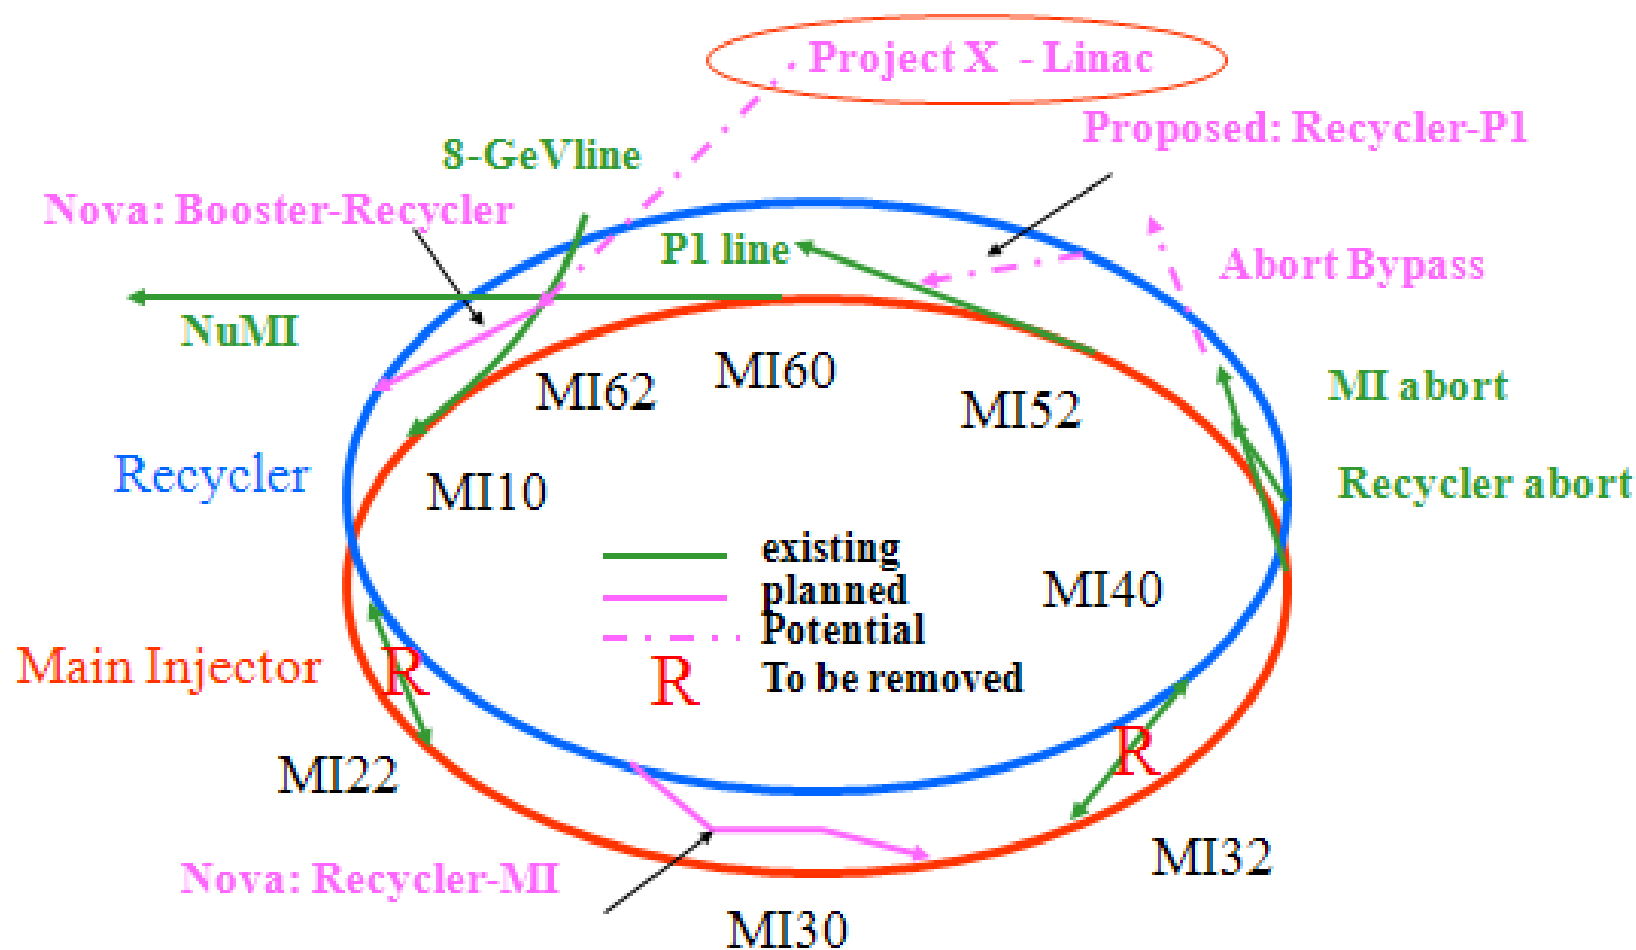 Project X - Linac
Proposed: Recycler-P1
8-GeVline
Nova: Booster-Recycler
P1 line
Abort Bypass
NuMI
MI60
MI62
MI52
MI abort
Recycler
MI10
Recycler abort
existing
planned
Potential
R To be removed
MI40
Main Injector
R
R
MI22
MI32
Nova: Recycler-MI
MI30